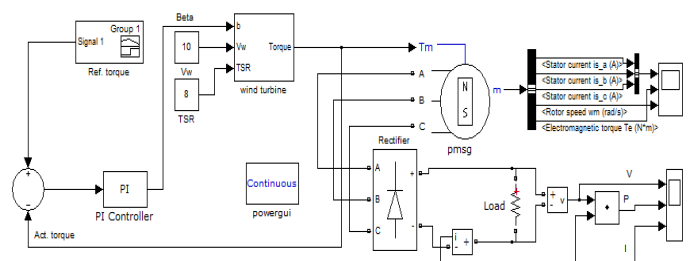 Group 1
Signal 1
Ref. torque
Beta
b
10
Vw
Vw
8
TSR
TSR
Torque
wind turbine
Tm
A
B
C
N
S
m
pmsg
<Stator current is_a (A)>
<Stator current is_b (A)>
<Stator current is_c (A)>
<Rotor speed wm (rad/s)>
<Electromagnetic torque Te (N*m)>
+
-
PI
PI Controller
Act. torque
Continuous
powergui
Rectifier
A
B
C
+
-
+
Load
i
-
+
+
-
v
V
P
I